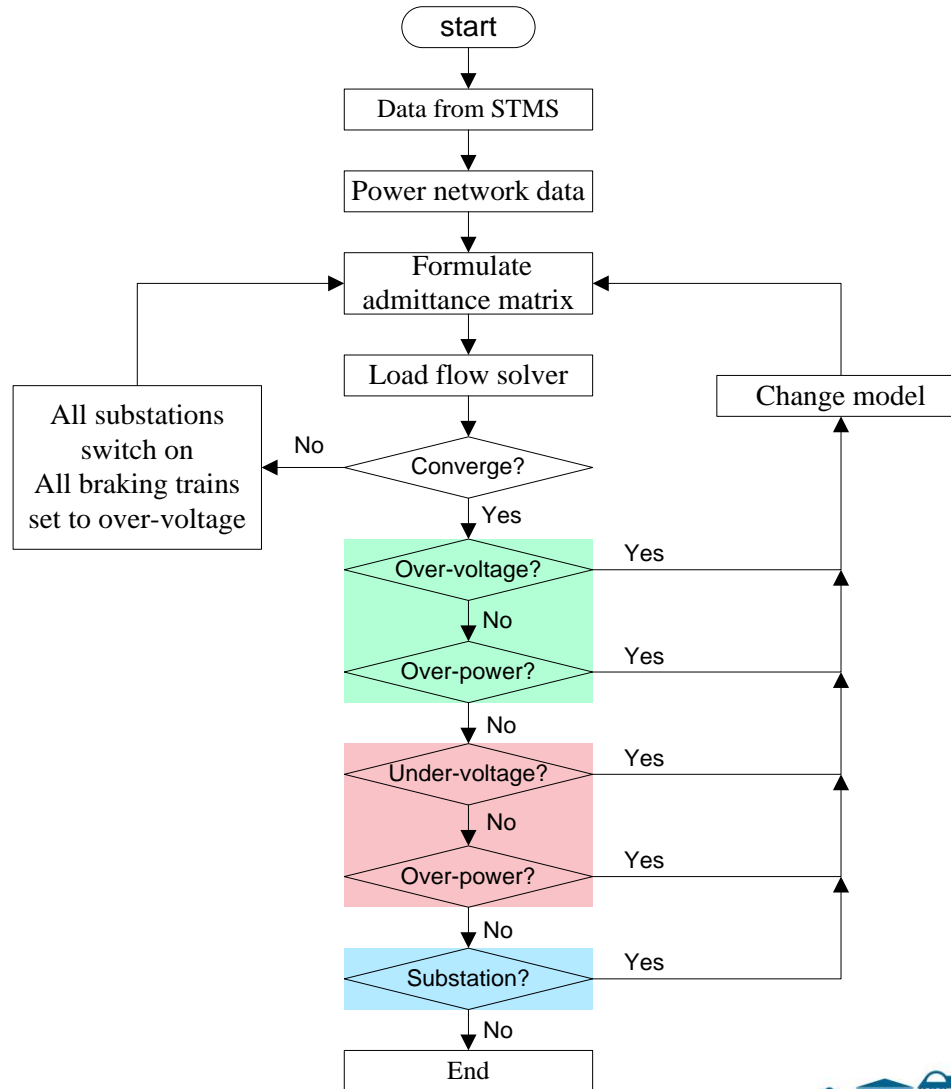 start
Data from STMS
Power network data
Formulate
admittance matrix
Load flow solver
Change model
All substations
switch on
All braking trains
set to over-voltage
No
Converge?
Yes
Over-voltage?
Yes
No
Over-power?
Yes
No
Under-voltage?
Yes
No
Over-power?
Yes
No
Substation?
Yes
No
End